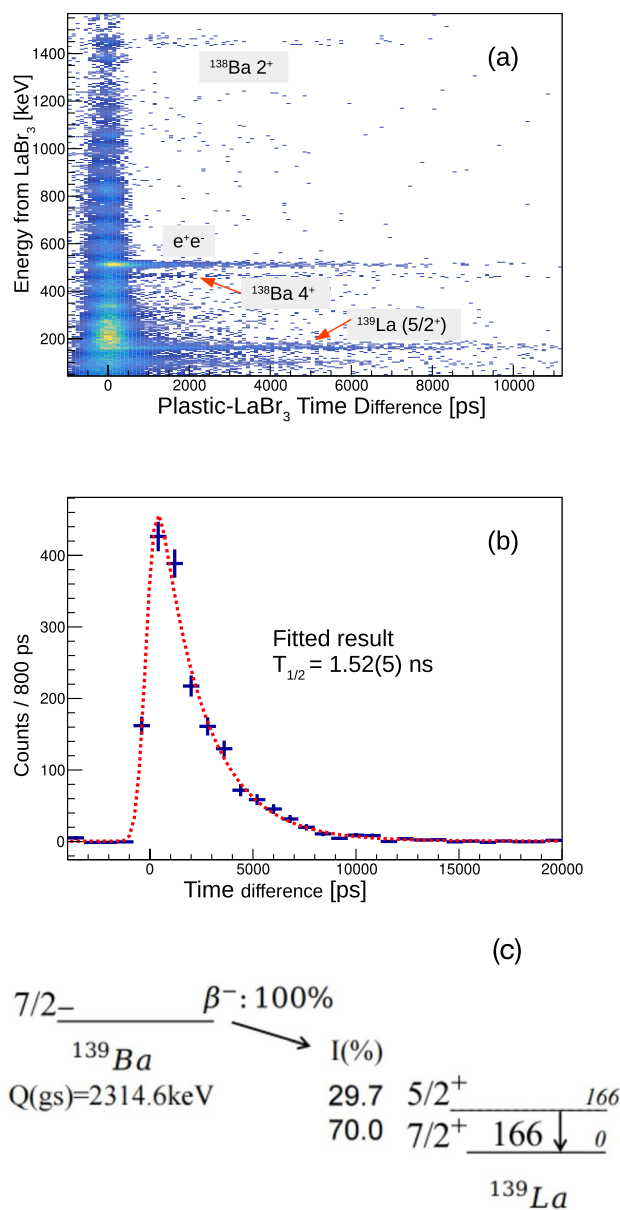 (a)
1400
1200
1000
800
600
400
200
Energy from LaBr3 [keV]
138Ba 2+
e+e-
138Ba 4+
139La (5/2+)
0 2000 4000 6000 8000 10000
Plastic-LaBr3 Time Difference [ps]
(b)
400
300
200
100
0
Counts / 800 ps
Fitted result
T1/2 = 1.52(5) ns
0 5000 10000 15000 20000
Time difference [ps]
(c)
7/2− β−: 100%
139Ba
Q(gs)=2314.6keV
I(%)
29.7 5/2+ 166
70.0 7/2+ 166 0
139La